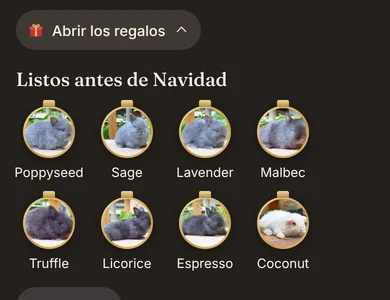 Abrir los regalos
Listos antes de Navidad
Poppyseed Sage Lavender Malbec
Truffle Licorice Espresso Coconut